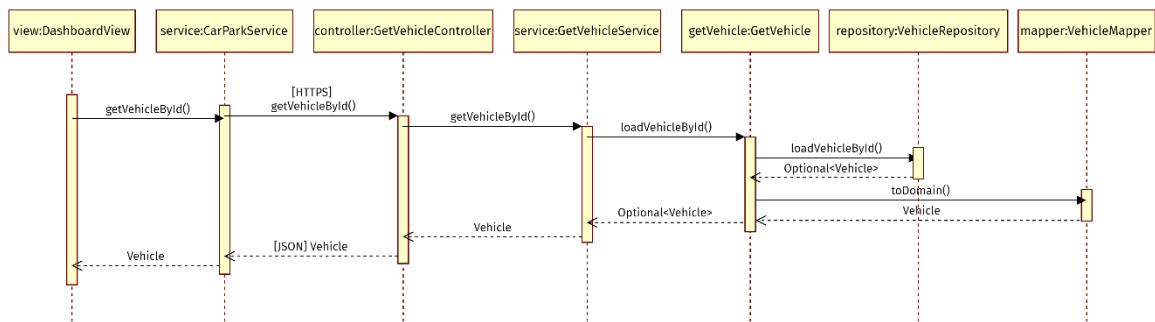 view:DashboardView
service:CarParkService
controller:GetVehicleController
service:GetVehicleService
getVehicle:GetVehicle
repository:VehicleRepository
mapper:VehicleMapper
getVehicleById()
[HTTPS]
getVehicleById()
getVehicleById()
loadVehicleById()
loadVehicleById()
Optional<Vehicle>
toDomain()
Vehicle
Optional<Vehicle>
Vehicle
[JSON] Vehicle
Vehicle